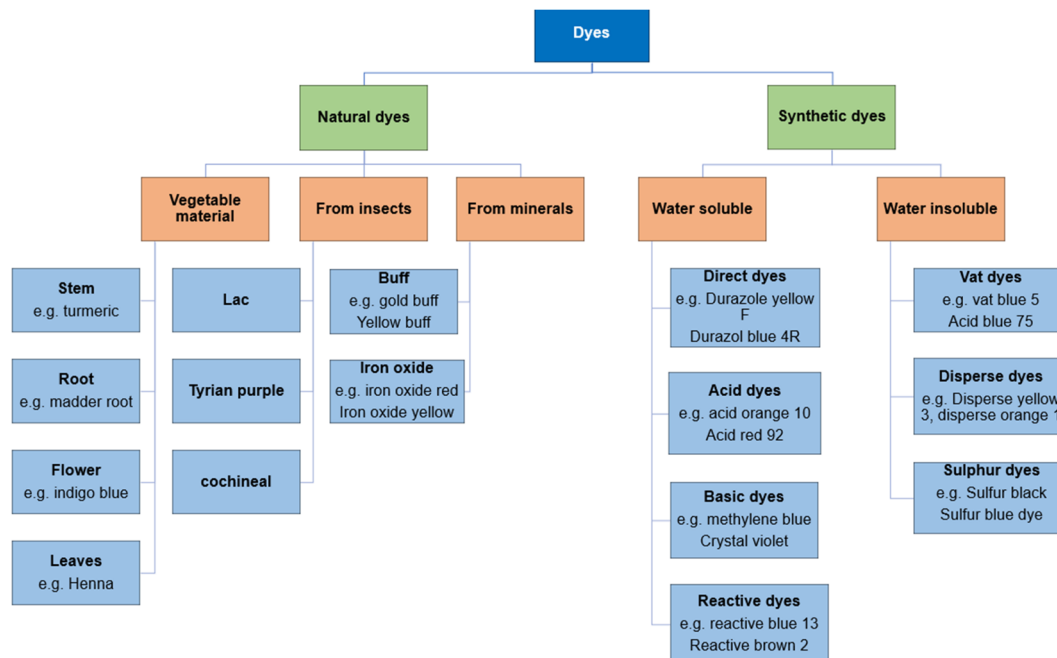 Dyes
Natural dyes
Synthetic dyes
Vegetable
material
From insects
From minerals
Water soluble
Water insoluble
Stem
e.g. turmeric
Root
e.g. madder root
Flower
e.g. indigo blue
Leaves
e.g. Henna
Lac
Tyrian purple
cochineal
Buff
e.g. gold buff
Yellow buff
Iron oxide
e.g. iron oxide red
Iron oxide yellow
Direct dyes
e.g. Durazole yellow
F
Durazol blue 4R
Acid dyes
e.g. acid orange 10
Acid red 92
Basic dyes
e.g. methylene blue
Crystal violet
Reactive dyes
e.g. reactive blue 13
Reactive brown 2
Vat dyes
e.g. vat blue 5
Acid blue 75
Disperse dyes
e.g. Disperse yellow
3, disperse orange 1
Sulphur dyes
e.g. Sulfur black
Sulfur blue dye